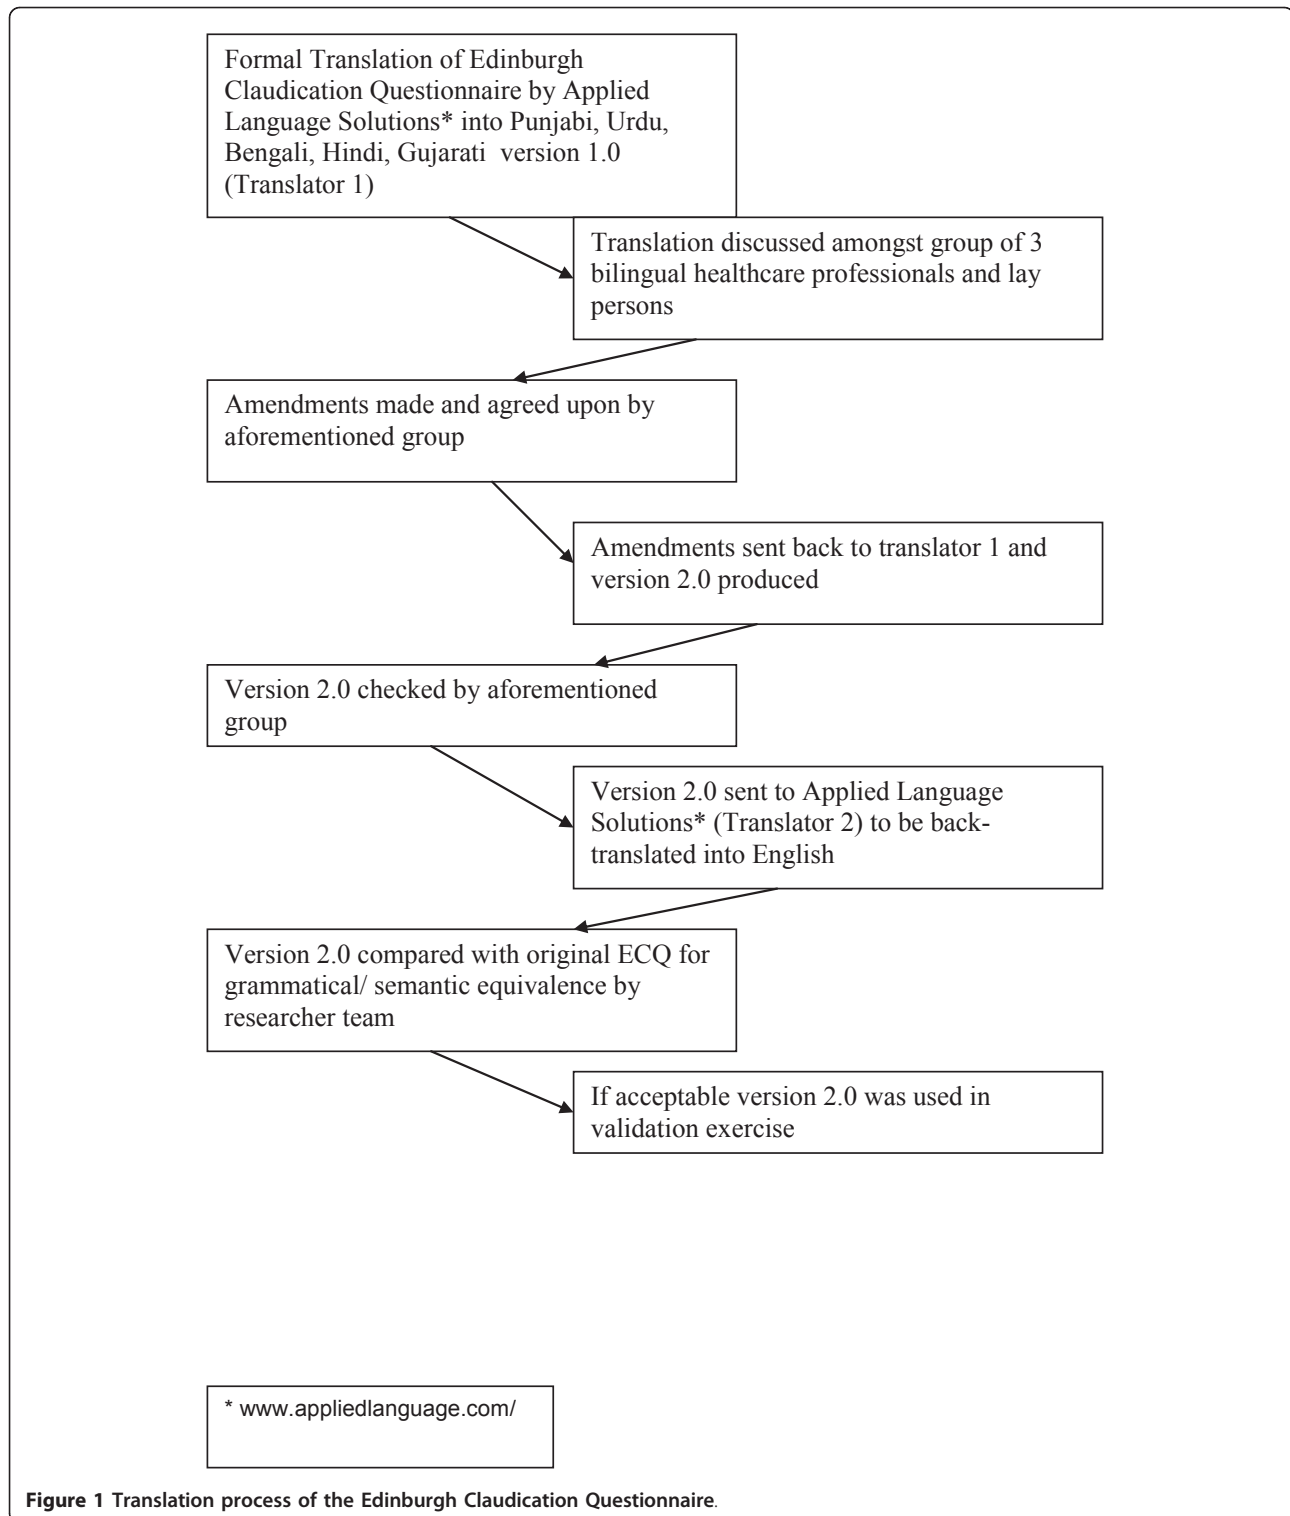 Formal Translation of Edinburgh
Claudication Questionnaire by Applied
Language Solutions* into Punjabi, Urdu,
Bengali, Hindi, Gujarati  version 1.0
(Translator 1)
Translation discussed amongst group of 3
bilingual healthcare professionals and lay
persons
Amendments made and agreed upon by
aforementioned group
Amendments sent back to translator 1 and
version 2.0 produced
Version 2.0 checked by aforementioned
group
Version 2.0 sent to Applied Language
Solutions* (Translator 2) to be back-
translated into English
Version 2.0 compared with original ECQ for
grammatical/ semantic equivalence by
researcher team
If acceptable version 2.0 was used in
validation exercise
* www.appliedlanguage.com/
Figure 1 Translation process of the Edinburgh Claudication Questionnaire.